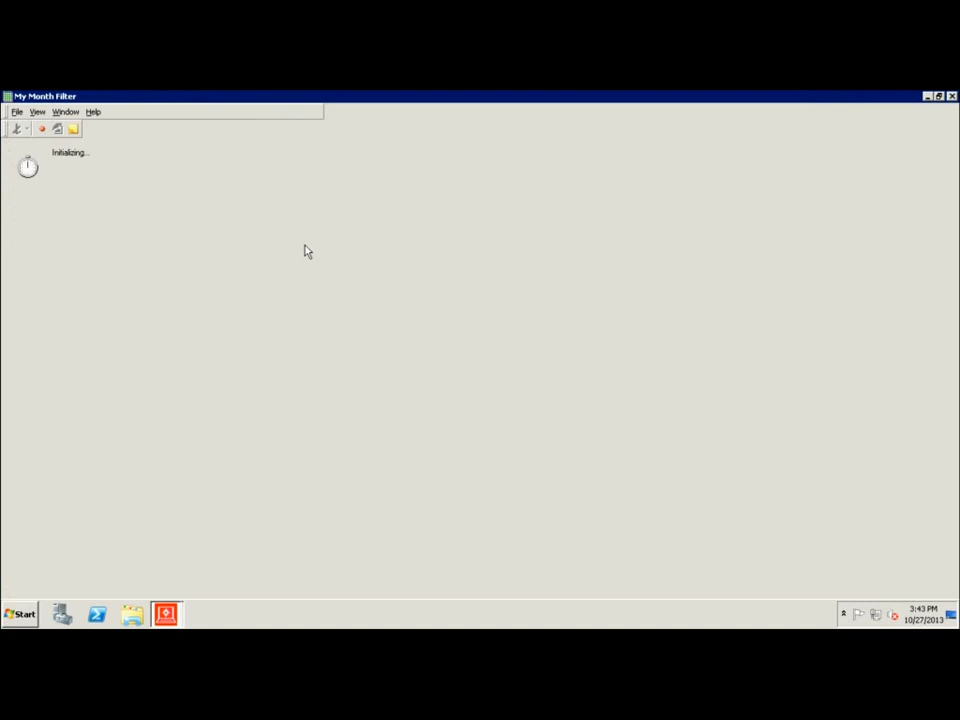 My Month Filter
File View Window Help
Initializing...
Start
3:43 PM
10/27/2013